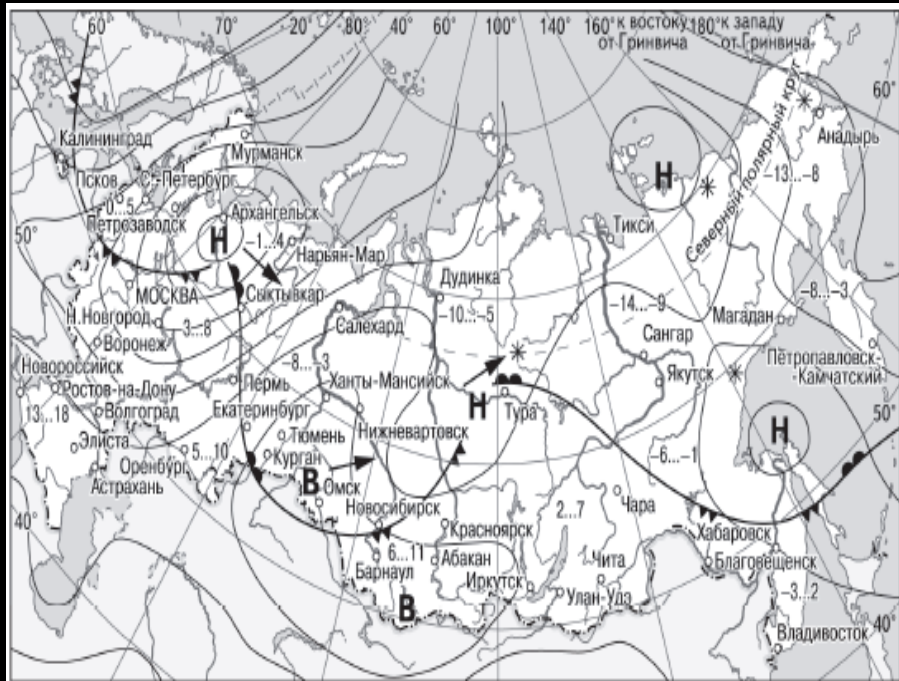 60°
70°
20°
80°
40°
60°
80°
100°
120°
140°
160°
к востоку
от Гринвича
180°
к западу
от Гринвича
60°
Северный полярный круг
Анадырь
−13...−8
Калининград
Мурманск
Псков
С.-Петербург
0...5
Петрозаводск
Архангельск
Н
−1...4
Нарьян-Мар
50°
Н
Тикси
МОСКВА
Сыктывкар
Дудинка
−10...−5
−14...−9
−8...−3
Магадан
Н.Новгород
3...8
Салехард
Сангар
Воронеж
Петропавловск-
-Камчатский
Новороссийск
Пермь
8...3
Ханты-Мансийск
Якутск
Ростов-на-Дону
Волгоград
13...18
Екатеринбург
Н
Тура
50°
Н
Элиста
Тюмень
Нижневартовск
−6...−1
5...10
Оренбург
Курган
Астрахань
В
Омск
Чара
40°
Новосибирск
2...7
Хабаровск
Красноярск
6...11
Абакан
Барнаул
Иркутск
Чита
Благовещенск
Улан-Удэ
−3...2
В
40°
Владивосток